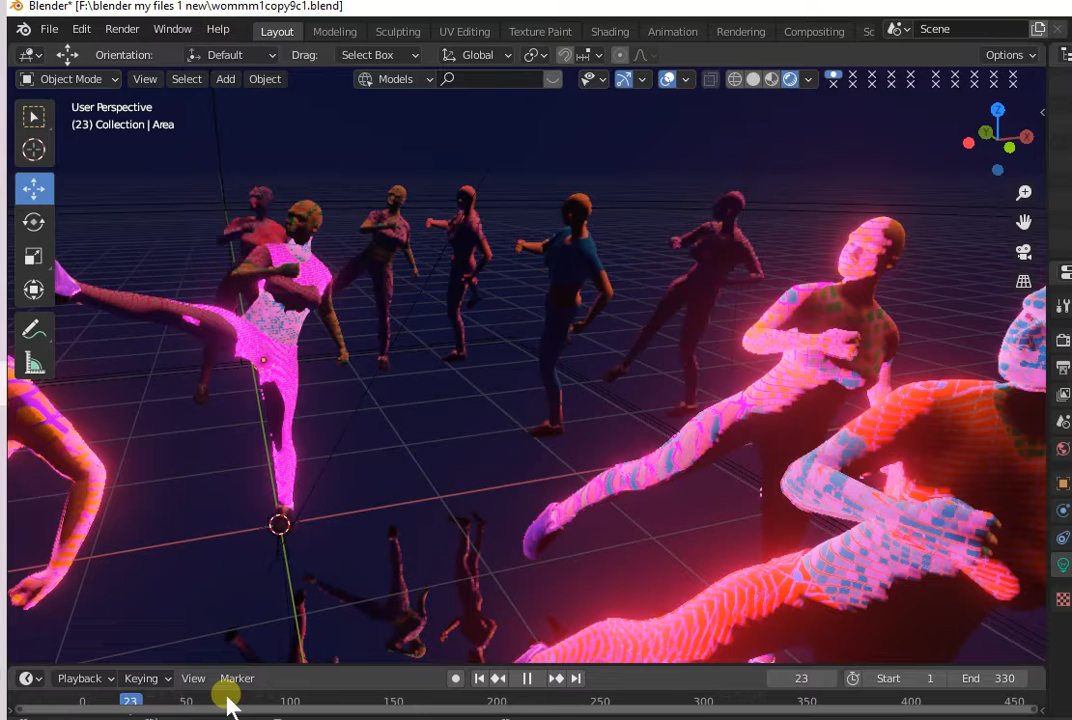 Blender* [F:\blender my files 1 new\wommm1copy9c1.blend]
File Edit Render Window Help Layout Modeling Sculpting UV Editing Texture Paint Shading Animation Rendering Compositing Sc Scene
Orientation: Default Drag: Select Box Global Options
Object Mode View Select Add Object Models
User Perspective
(23) Collection | Area
Z
Y
X
Playback Keying View Marker 23 Start 1 End 330
0 23 50 100 150 200 250 300 350 400 450